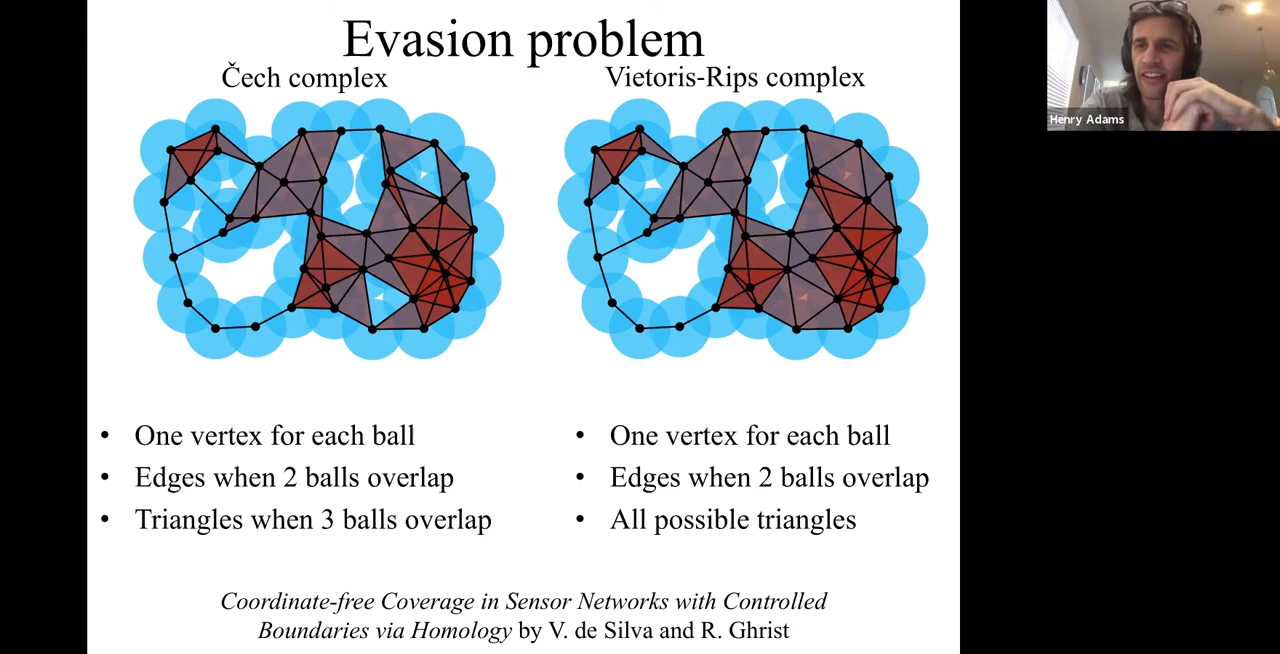 Evasion problem
Čech complex
Vietoris-Rips complex
Henry Adams
• One vertex for each ball
• Edges when 2 balls overlap
• Triangles when 3 balls overlap
• One vertex for each ball
• Edges when 2 balls overlap
• All possible triangles
Coordinate-free Coverage in Sensor Networks with Controlled
Boundaries via Homology by V. de Silva and R. Ghrist